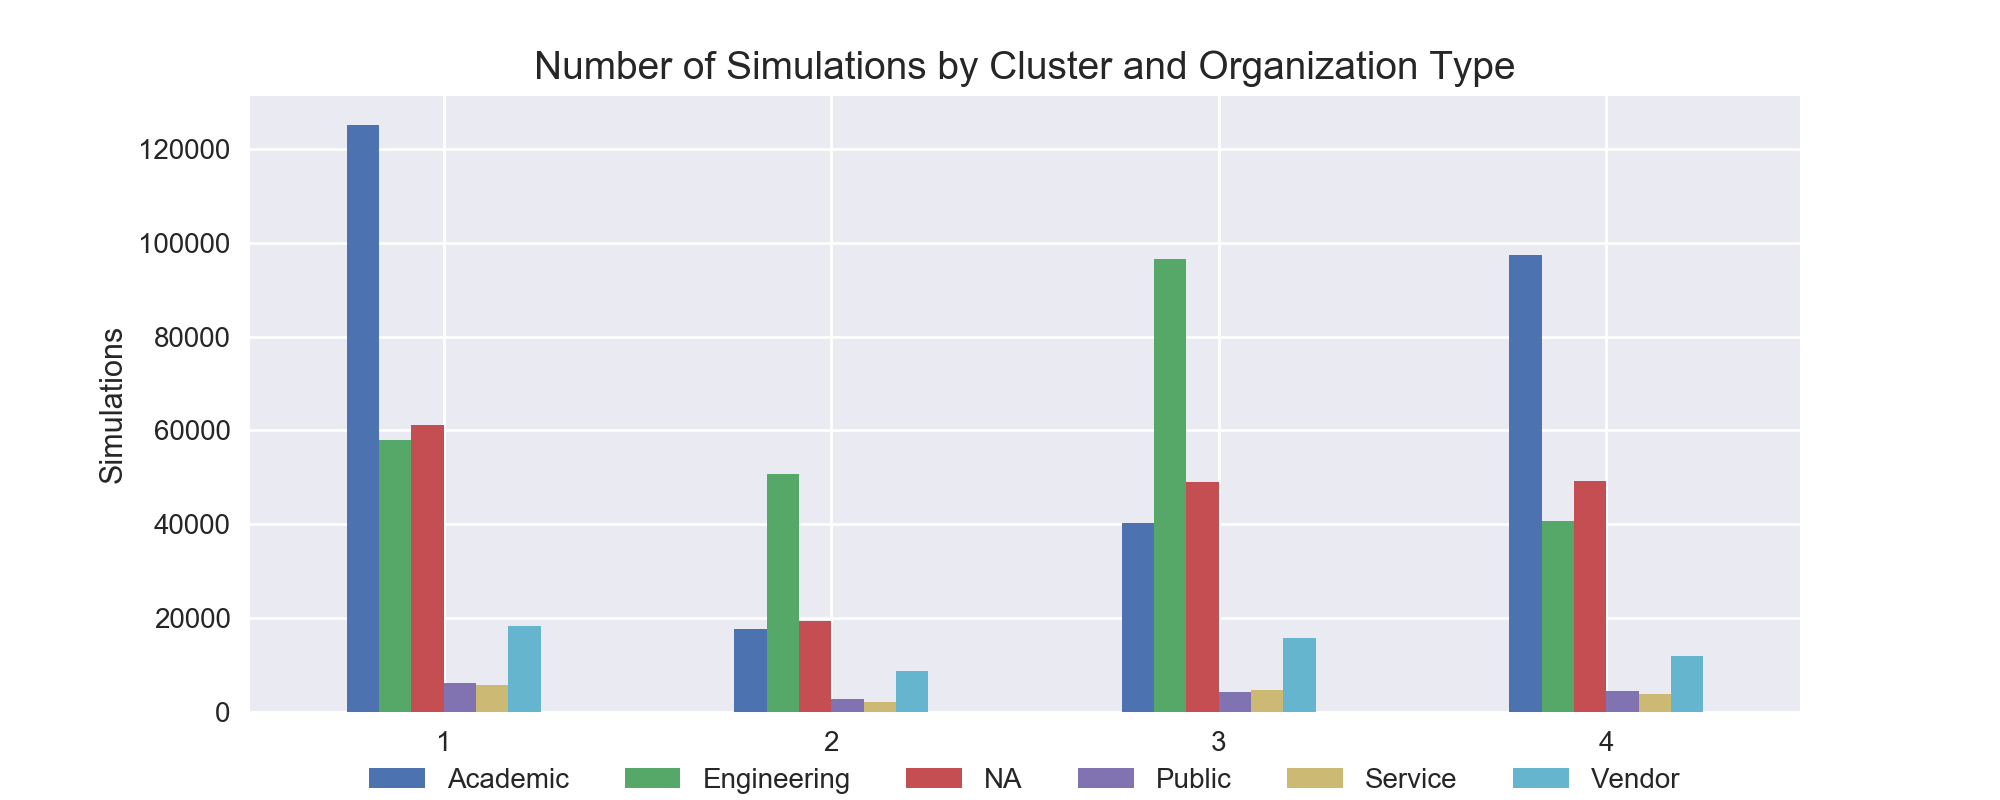 Number of Simulations by Cluster and Organization Type
120000
100000
80000
60000
40000
20000
0
Simulations
1 2 3 4
Academic Engineering NA Public Service Vendor